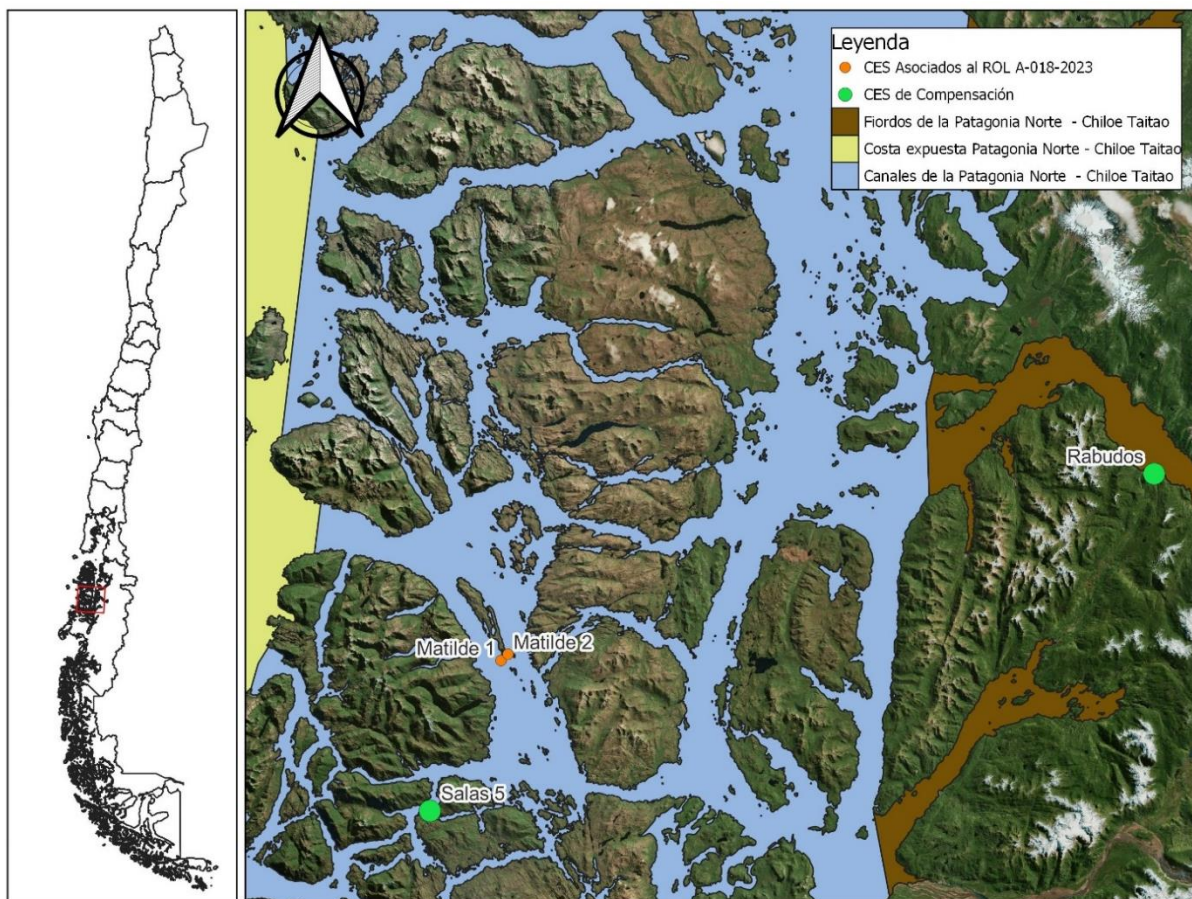 Leyenda
CES Asociados al ROL A-018-2023
CES de Compensación
Fiordos de la Patagonia Norte - Chiloe Taitao
Costa expuesta Patagonia Norte - Chiloe Taitao
Canales de la Patagonia Norte - Chiloe Taitao
Rabudos
Matilde 1
Matilde 2
Salas 5